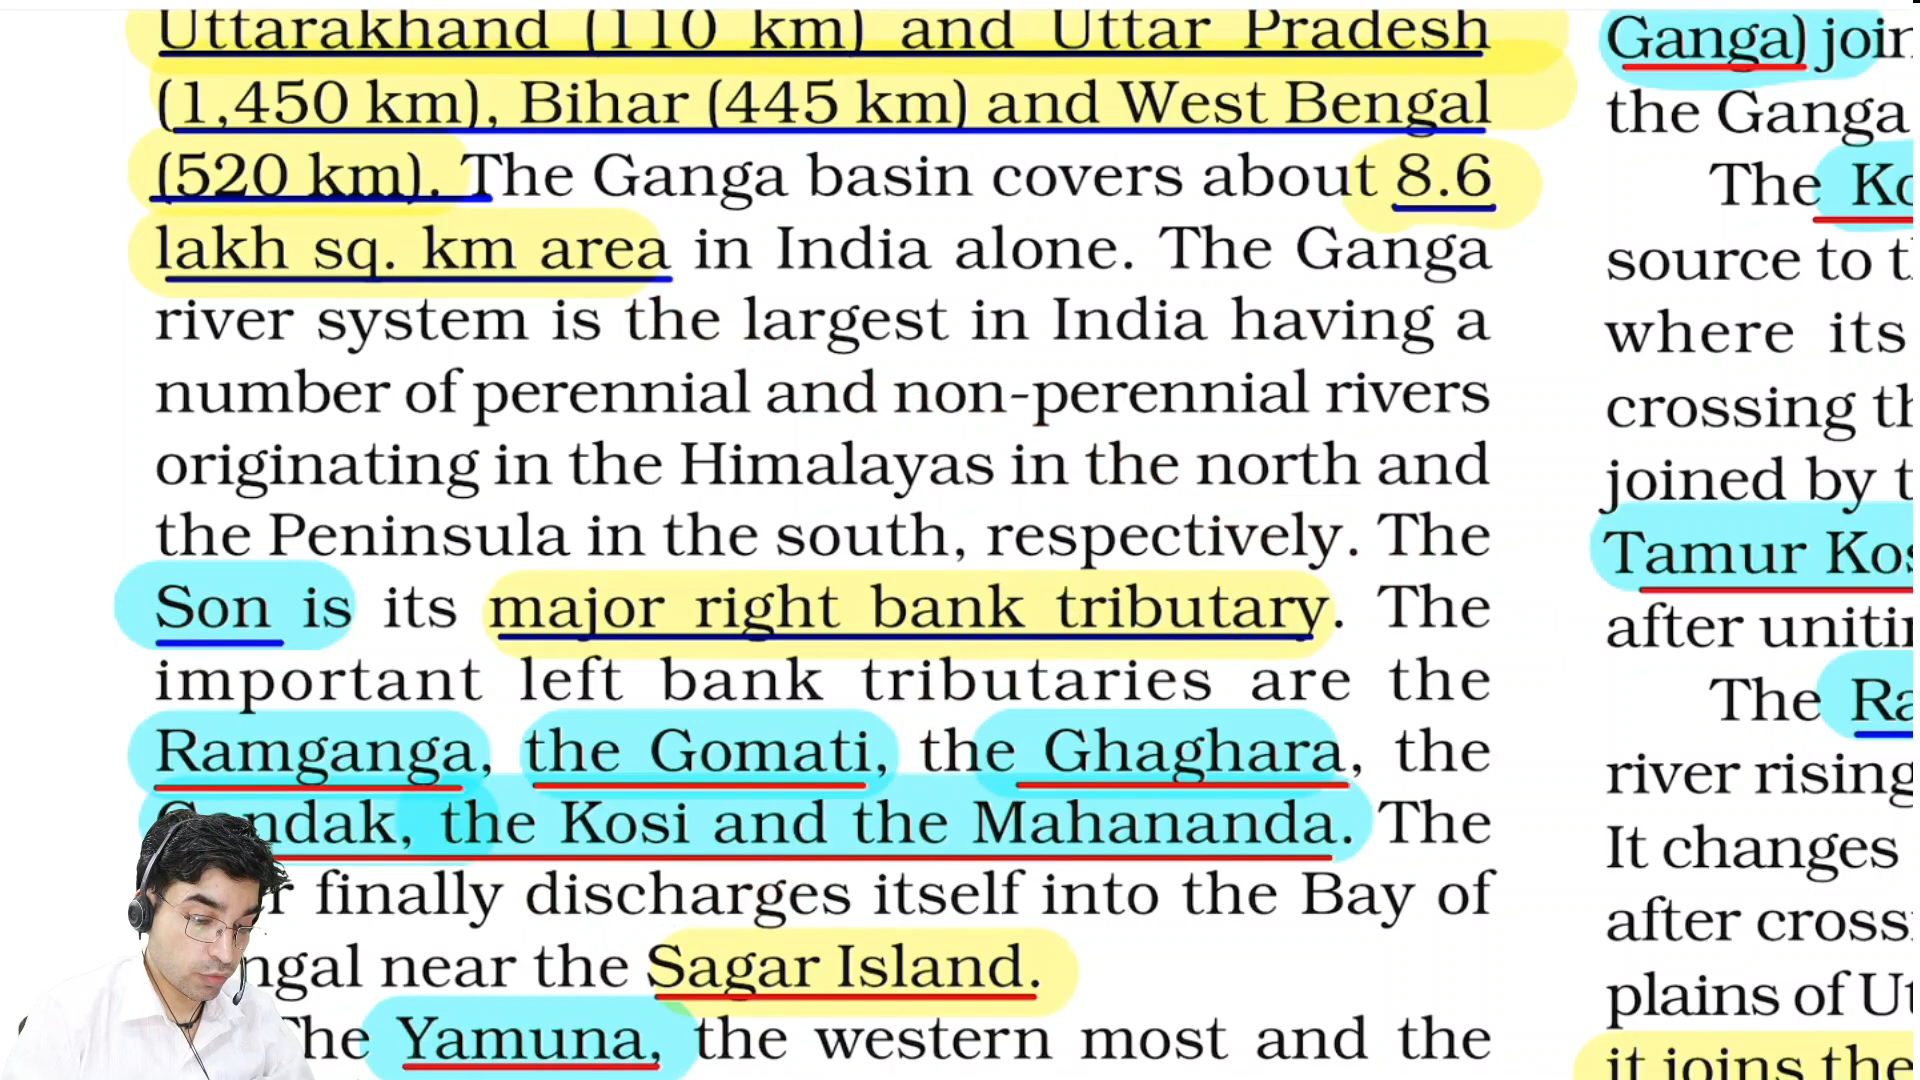 Uttarakhand (110 km) and Uttar Pradesh
(1,450 km), Bihar (445 km) and West Bengal
(520 km). The Ganga basin covers about 8.6
lakh sq. km area in India alone. The Ganga
river system is the largest in India having a
number of perennial and non-perennial rivers
originating in the Himalayas in the north and
the Peninsula in the south, respectively. The
Son is its major right bank tributary. The
important left bank tributaries are the
Ramganga, the Gomati, the Ghaghara, the
the Kosi and the Mahananda. The
finally discharges itself into the Bay of
near the Sagar Island.
Yamuna, the western most and the
Ganga) join
the Ganga
The
source to
where its
crossing
joined by
Tamur
after
The
river rising
It changes
after
plains of
it joins the